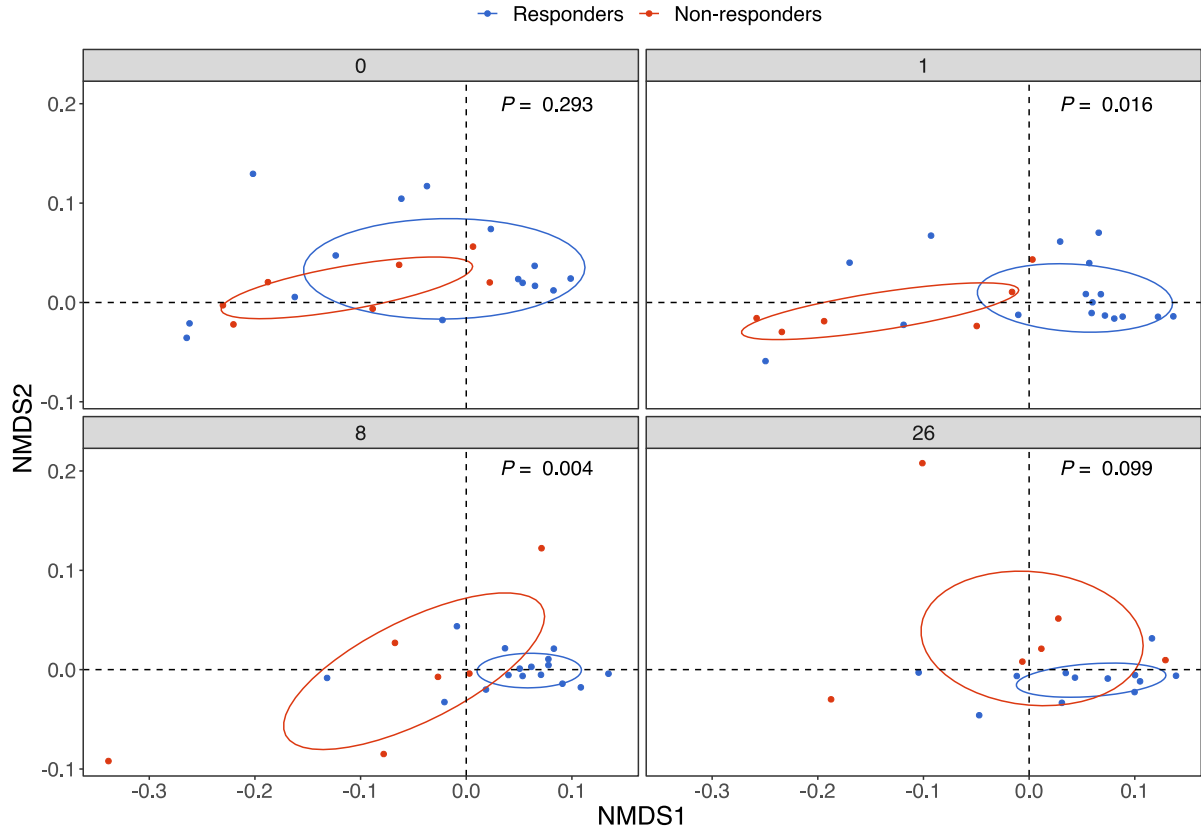 Responders Non-responders
0
1
P = 0.293
P = 0.016
0.2
0.1
0.0
-0.1
8
26
P = 0.004
P = 0.099
0.2
0.1
0.0
-0.1
NMDS2
-0.3 -0.2 -0.1 0.0 0.1
-0.3 -0.2 -0.1 0.0 0.1
NMDS1